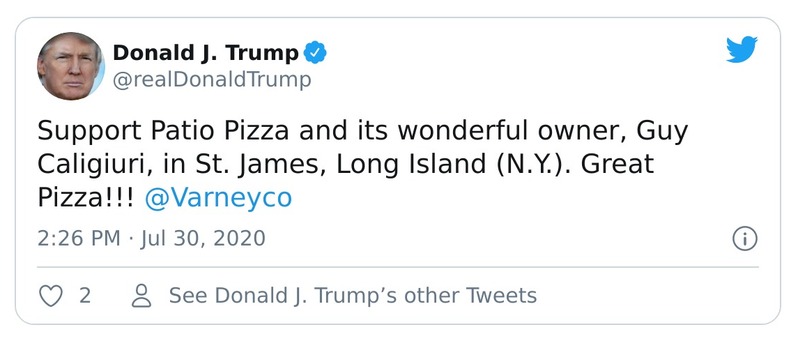 Donald J. Trump
@realDonaldTrump
Support Patio Pizza and its wonderful owner, Guy
Caligiuri, in St. James, Long Island (N.Y.). Great
Pizza!!! @Varneyco
2:26 PM · Jul 30, 2020
2 See Donald J. Trump’s other Tweets